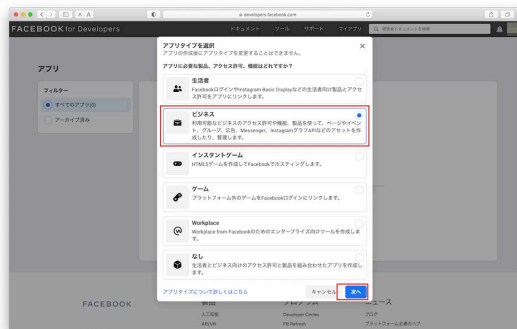 developers.facebook.com
FACEBOOK for Developers
ドキュメント ツール サポート マイアプリ
アプリ
フィルター
すべてのアプリ(0)
アーカイブ済み
アプリタイプを選択
アプリの作成後にアプリタイプを変更することはできません。
アプリに必要な製品、アクセス許可、機能はどれですか?
生活者
FacebookログインやInstagram Basic Displayなどの生活者向け製品とアクセ
ス許可をアプリにリンクします。
ビジネス
利用可能なビジネスのアクセス許可や機能、製品を使って、ページやイベン
ト、グループ、広告、Messenger、InstagramグラフAPIなどのアセットを作
成したり、管理します。
インスタントゲーム
HTML5ゲームを作成してFacebookでホスティングします。
ゲーム
プラットフォーム外のゲームをFacebookログインにリンクします。
Workplace
Workplace from Facebookのためのエンタープライズ向けツールを作成しま
す。
なし
生活者とビジネス向けのアクセス許可と製品を組み合わせたアプリを作成し
ます。
アプリタイプについて詳しくはこちら
キャンセル 次へ
FACEBOOK
製品 プログラム ニュース
人工知能 Developer Circles ブログ
AR/VR